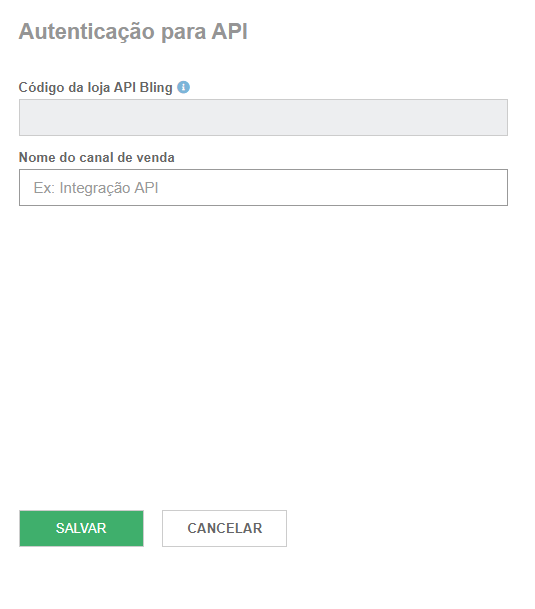 Autenticação para API
Código da loja API Bling
Nome do canal de venda
Ex: Integração API
SALVAR CANCELAR